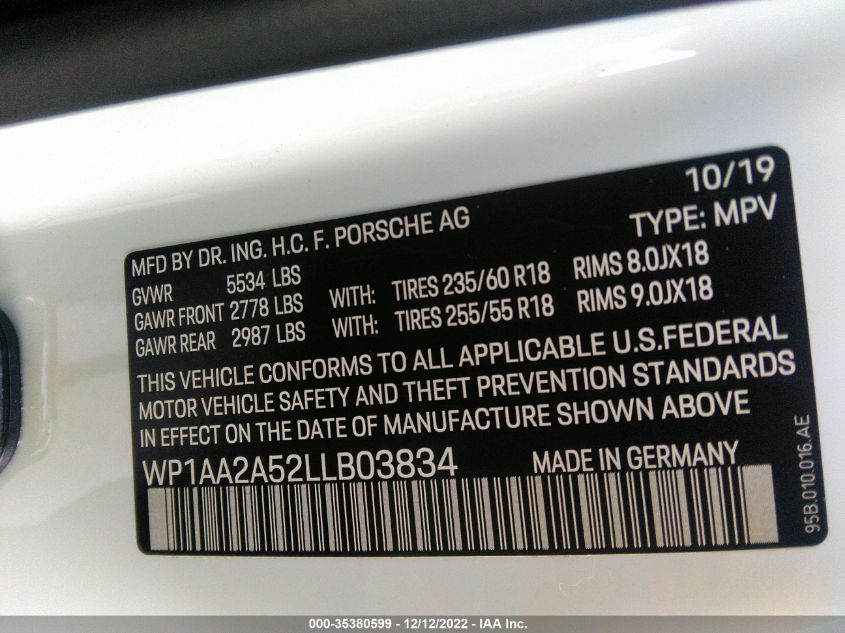 10/19
MFD BY DR. ING. H.C. F. PORSCHE AG
TYPE: MPV
GVWR 5534 LBS
GAWR FRONT 2778 LBS WITH: TIRES 235/60 R18 RIMS 8.0JX18
GAWR REAR 2987 LBS WITH: TIRES 255/55 R18 RIMS 9.0JX18
THIS VEHICLE CONFORMS TO ALL APPLICABLE U.S.FEDERAL
MOTOR VEHICLE SAFETY AND THEFT PREVENTION STANDARDS
IN EFFECT ON THE DATE OF MANUFACTURE SHOWN ABOVE
WP1AA2A52LLB03834 MADE IN GERMANY
95B.010.016.AE
000-35380599 - 12/12/2022 - IAA Inc.